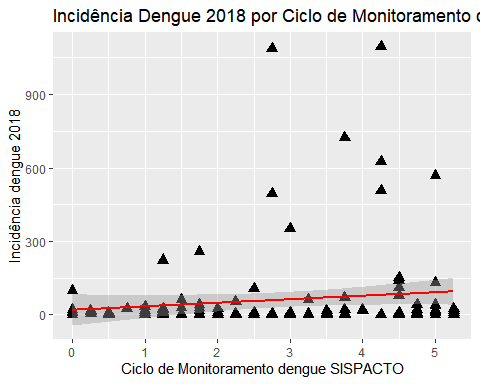 Incidência Dengue 2018 por Ciclo de Monitoramento
900
600
300
0
Incidência dengue 2018
0 1 2 3 4 5
Ciclo de Monitoramento dengue SISPACTO